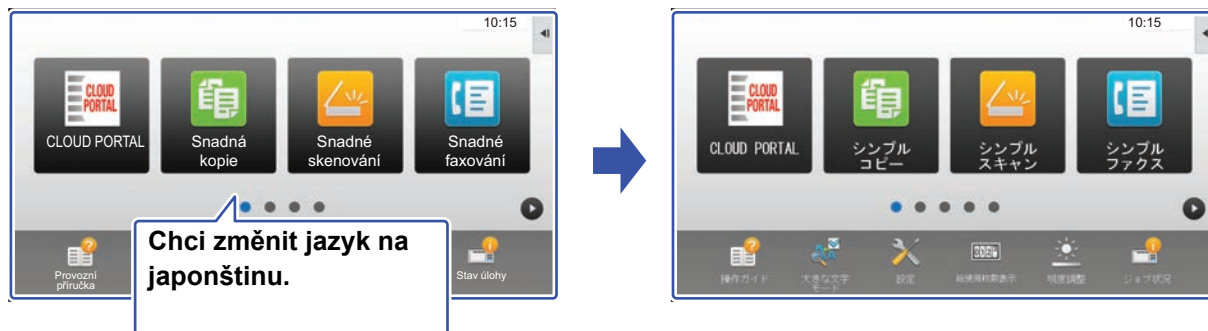 10:15
CLOUD
PORTAL
CLOUD PORTAL
Snadná
kopie
Snadné
skenování
Snadné
faxování
Chci změnit jazyk na
japonštinu.
Provozní
příručka
Stav úlohy
10:15
CLOUD
PORTAL
CLOUD PORTAL
シンプル
コピー
シンプル
スキャン
シンプル
ファクス
操作ガイド
大きな文字
モード
設定
総使用枚数表示
明度調整
ジョブ状況